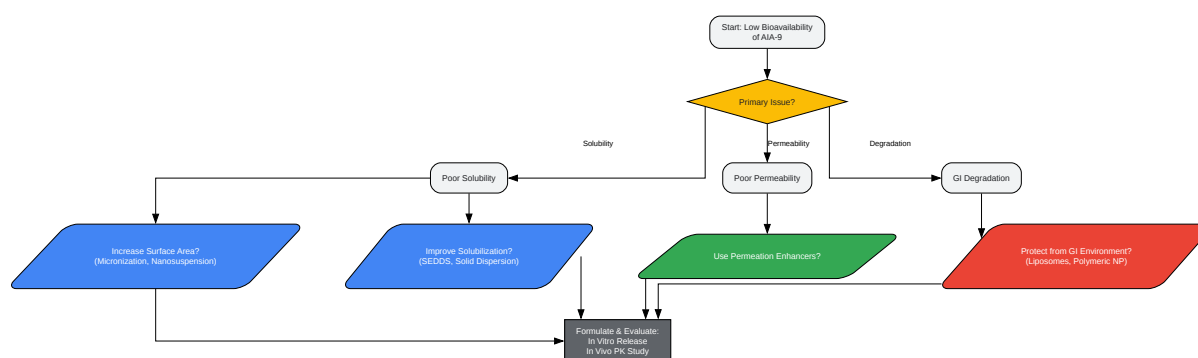 Start: Low Bioavailability
of AIA-9
Primary Issue?
Solubility
Permeability
Degradation
Poor Solubility
Poor Permeability
GI Degradation
Increase Surface Area?
(Micronization, Nanosuspension)
Improve Solubilization?
(SEDDS, Solid Dispersion)
Use Permeation Enhancers?
Protect from GI Environment?
(Liposomes, Polymeric NP)
Formulate & Evaluate:
In Vitro Release
In Vivo PK Study